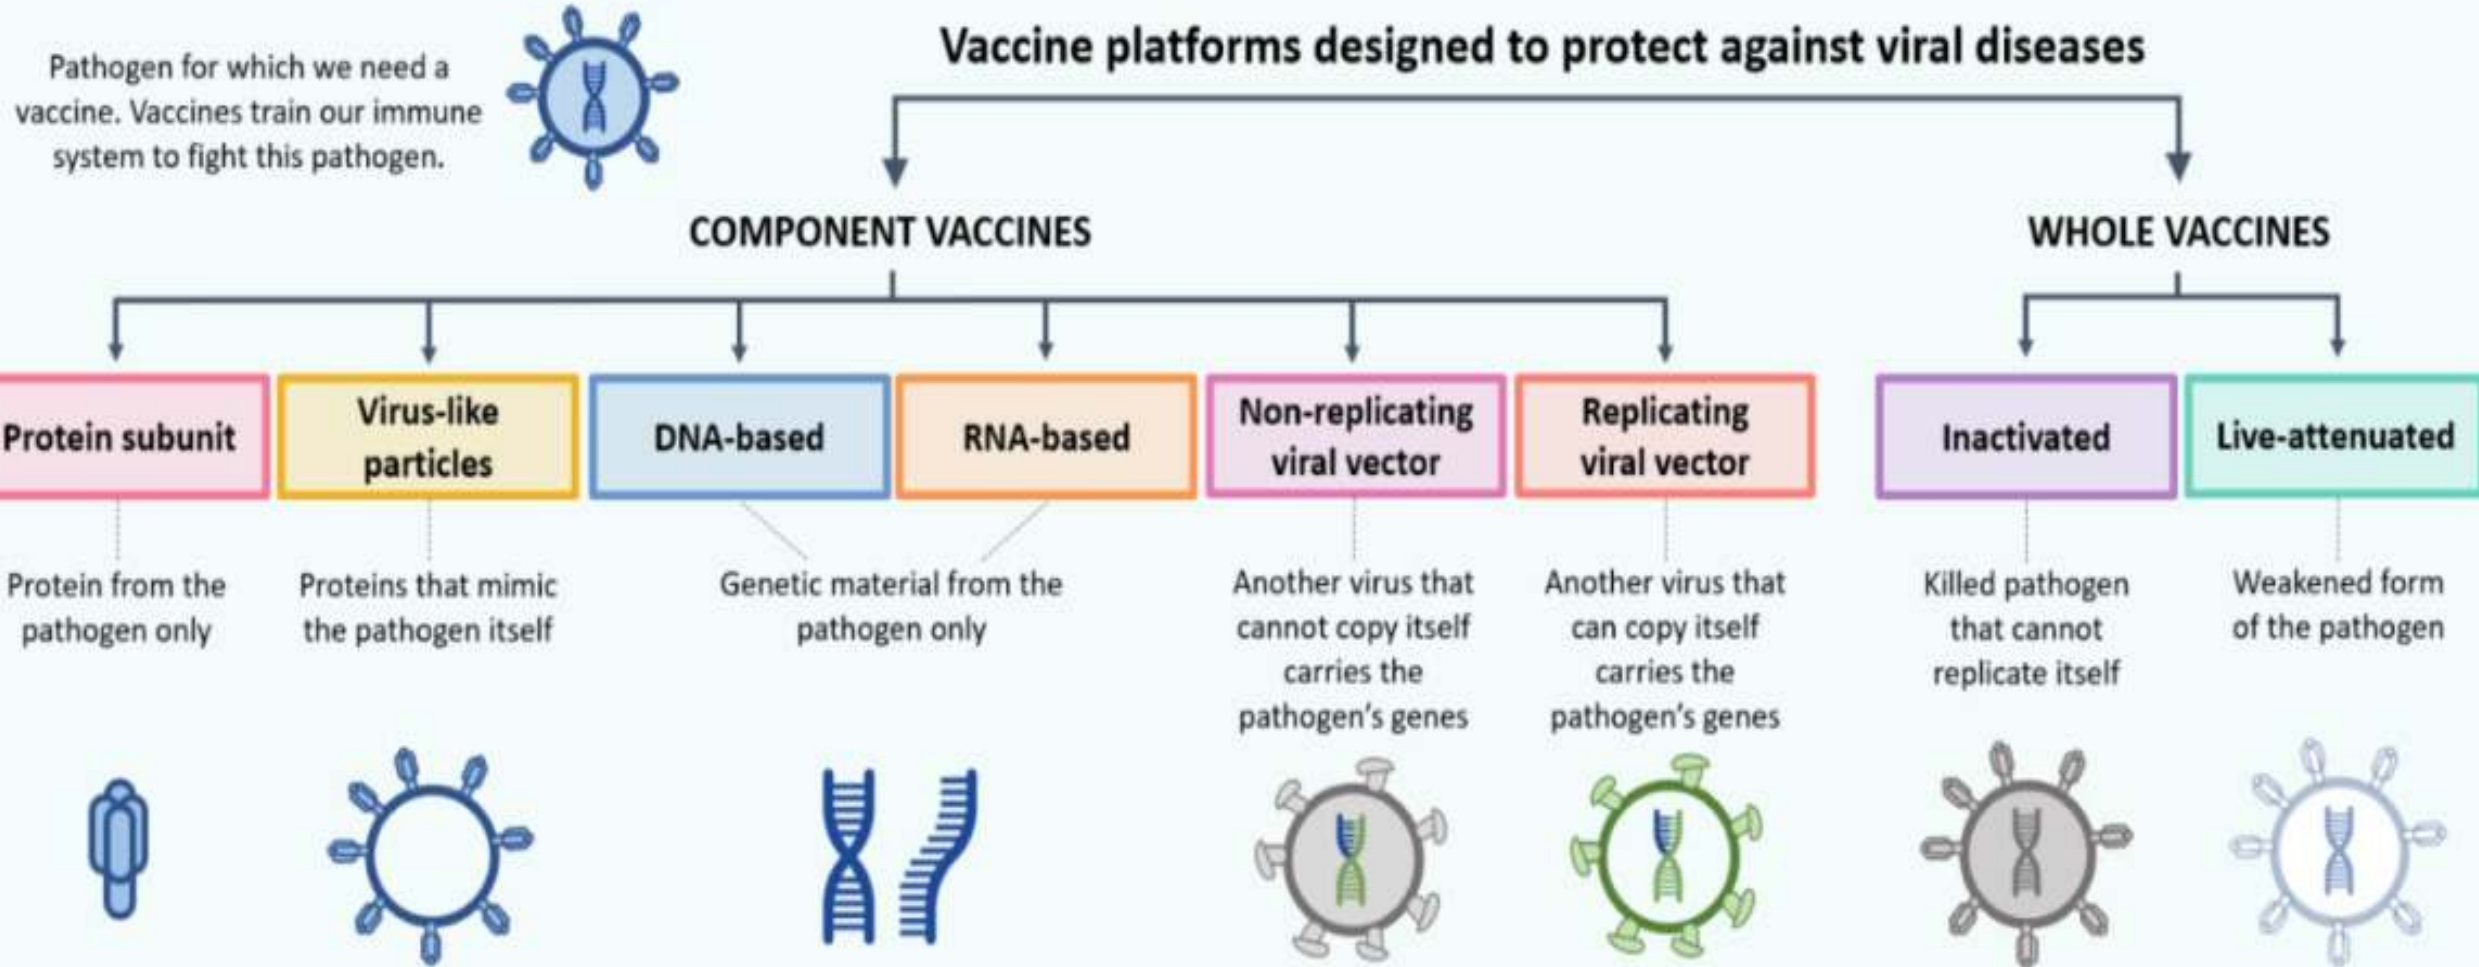 Pathogen for which we need a
vaccine. Vaccines train our immune
system to fight this pathogen.
Vaccine platforms designed to protect against viral diseases
COMPONENT VACCINES
WHOLE VACCINES
Protein subunit
Virus-like
particles
DNA-based
RNA-based
Non-replicating
viral vector
Replicating
viral vector
Inactivated
Live-attenuated
Protein from the
pathogen only
Proteins that mimic
the pathogen itself
Genetic material from the
pathogen only
Another virus that
cannot copy itself
carries the
pathogen's genes
Another virus that
can copy itself
carries the
pathogen's genes
Killed pathogen
that cannot
replicate itself
Weakened form
of the pathogen